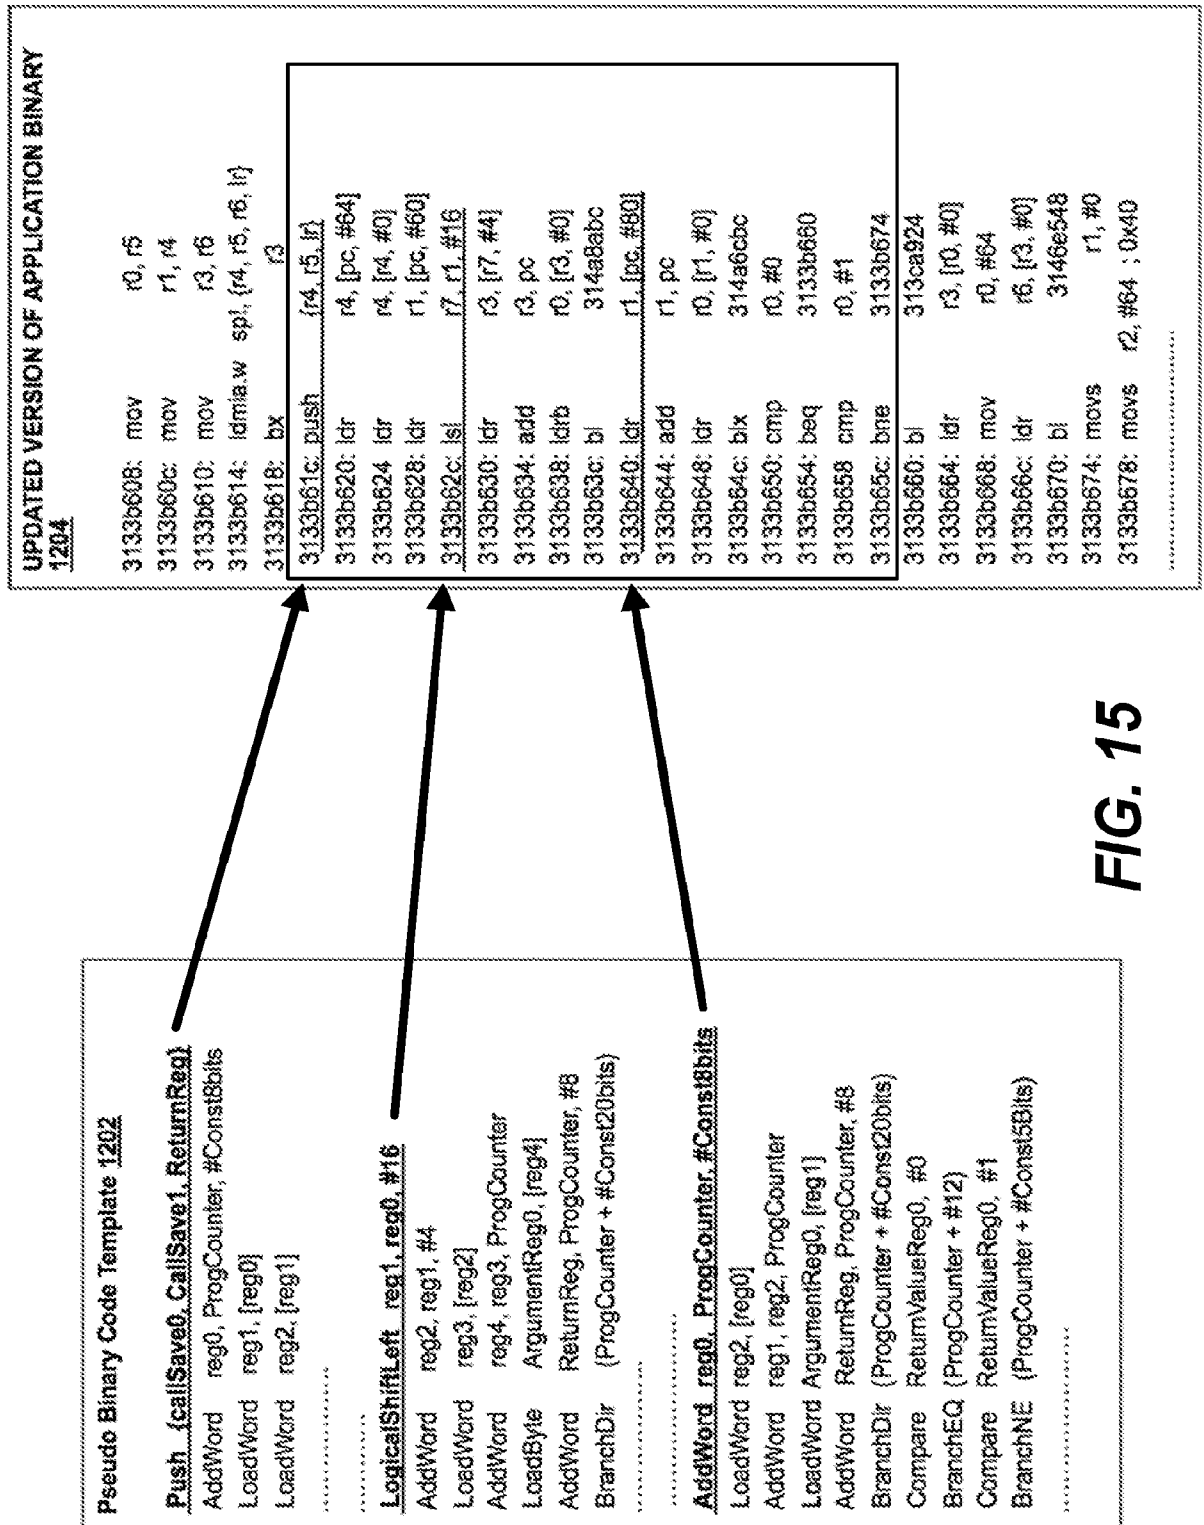 Pseudo Binary Code Template 1202
Push {callSave0, CallSave1, ReturnReg}
AddWord reg0, ProgCounter, #Const8bits
LoadWord reg1, [reg0]
LoadWord reg2, [reg1]
..............
..............
LogicalShiftLeft reg1, reg0, #16
AddWord reg2, reg1, #4
LoadWord reg3, [reg2]
AddWord reg4, reg3, ProgCounter
LoadByte ArgumentReg0, [reg4]
AddWord ReturnReg, ProgCounter, #8
BranchDir {ProgCounter + #Const20bits}
..............
..............
AddWord reg0, ProgCounter, #Const8bits
LoadWord reg2, [reg0]
AddWord reg1, reg2, ProgCounter
LoadWord ArgumentReg0, [reg1]
AddWord ReturnReg, ProgCounter, #8
BranchDir {ProgCounter + #Const20bits}
Compare ReturnValueReg0, #0
BranchEQ {ProgCounter + #12}
Compare ReturnValueReg0, #1
BranchNE {ProgCounter + #Const5Bits}
..............
UPDATED VERSION OF APPLICATION BINARY
1204
3133b608: mov r0, r5
3133b60c: mov r1, r4
3133b610: mov r3, r6
3133b614: ldmia.w sp!, {r4, r5, r6, lr}
3133b618: bx r3
3133b61c: push {r4, r5, lr}
3133b620: ldr r4, [pc, #64]
3133b624 ldr r4, [r4, #0]
3133b628: ldr r1, [pc, #60]
3133b62c: lsl r7, r1, #16
3133b630: ldr r3, [r7, #4]
3133b634: add r3, pc
3133b638: ldrb r0, [r3, #0]
3133b63c: bl 314a8abc
3133b640: ldr r1, [pc, #80]
3133b644: add r1, pc
3133b648: ldr r0, [r1, #0]
3133b64c: blx 314a6cbc
3133b650: cmp r0, #0
3133b654: beq 3133b660
3133b658 cmp r0, #1
3133b65c: bne 3133b674
3133b660: bl 313ca924
3133b664: ldr r3, [r0, #0]
3133b668: mov r0, #64
3133b66c: ldr r6, [r3, #0]
3133b670: bl 3146e548
3133b674: movs r1, #0
3133b678: movs r2, #64 ; 0x40
..............
FIG. 15